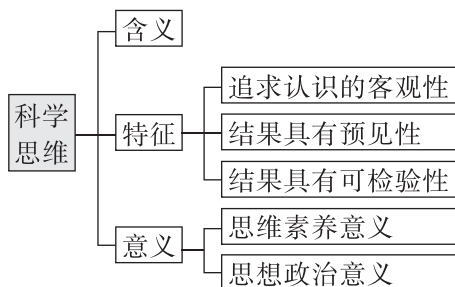 科学
思维
含义
特征
追求认识的客观性
结果具有预见性
结果具有可检验性
意义
思维素养意义
思想政治意义